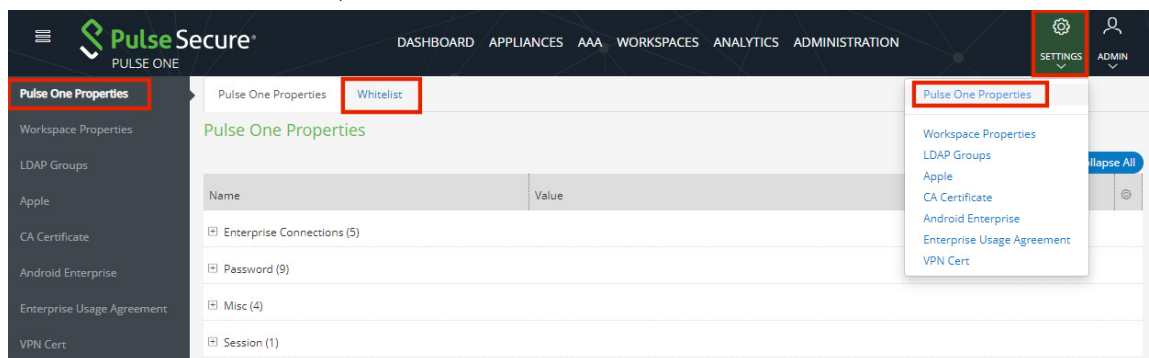 Pulse Secure®
PULSE ONE
DASHBOARD APPLIANCES AAA WORKSPACES ANALYTICS ADMINISTRATION
SETTINGS
ADMIN
Pulse One Properties
Workspace Properties
LDAP Groups
Apple
CA Certificate
Android Enterprise
Enterprise Usage Agreement
VPN Cert
Pulse One Properties Whitelist
Pulse One Properties
Name Value
Enterprise Connections (5)
Password (9)
Misc (4)
Session (1)
Pulse One Properties
Workspace Properties
LDAP Groups
Apple
CA Certificate
Android Enterprise
Enterprise Usage Agreement
VPN Cert
All